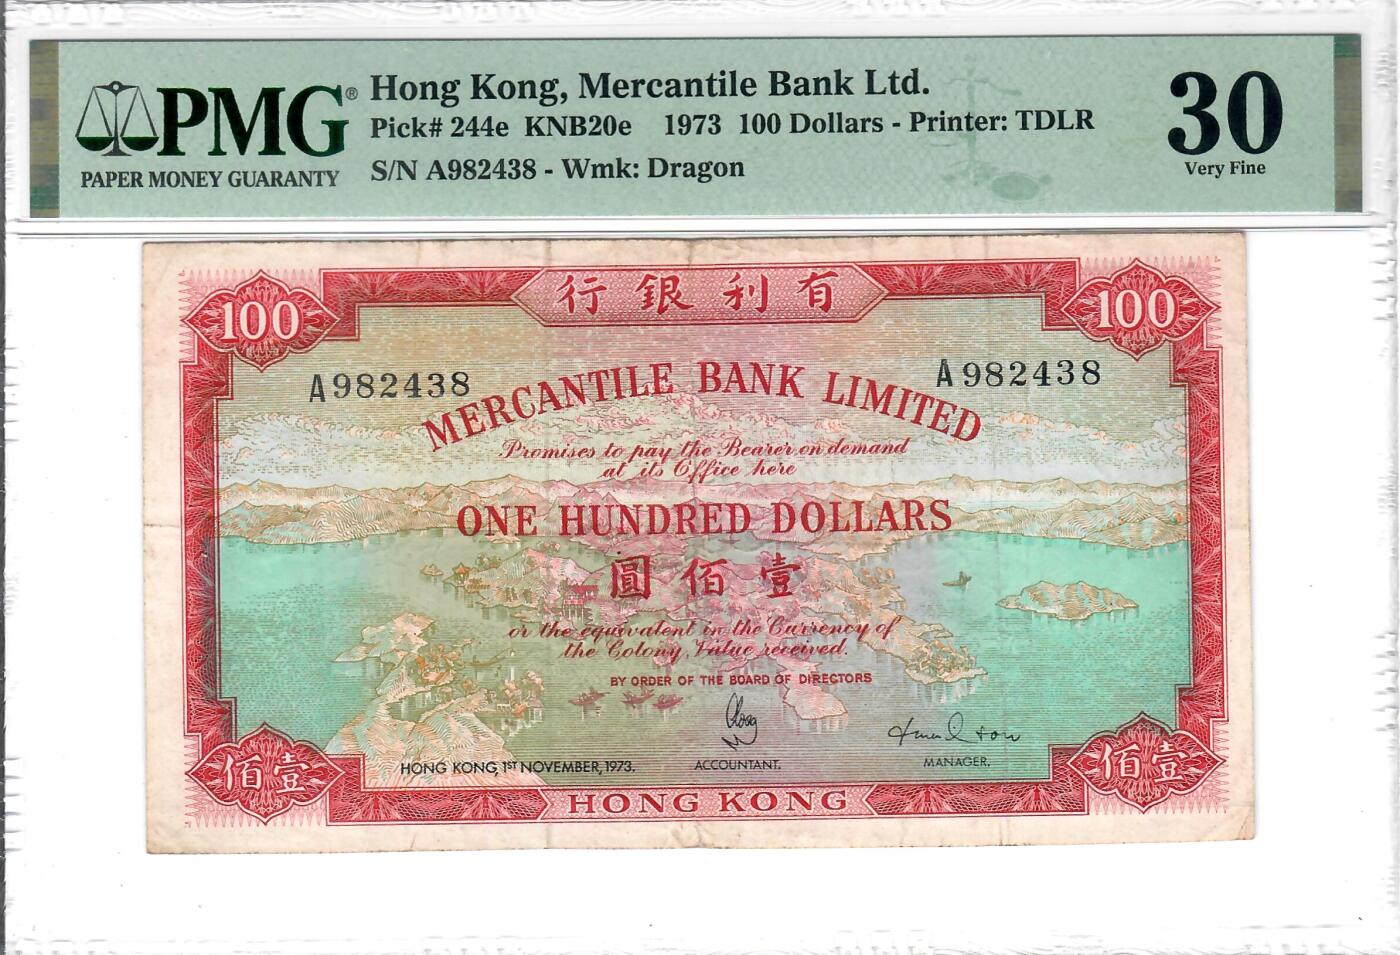 PMG®
PAPER MONEY GUARANTY
Hong Kong, Mercantile Bank Ltd.
Pick# 244e KNB20e 1973 100 Dollars - Printer: TDLR
S/N A982438 - Wmk: Dragon
30
Very Fine
行銀利有
100
100
A982438
A982438
MERCANTILE BANK LIMITED
Promises to pay the Bearer on demand
at its Office here
ONE HUNDRED DOLLARS
圓佰壹
or the equivalent in the Currency of
the Colony, Value received.
BY ORDER OF THE BOARD OF DIRECTORS
HONG KONG, 1ST NOVEMBER, 1973.
ACCOUNTANT.
MANAGER.
佰壹
佰壹
HONG KONG